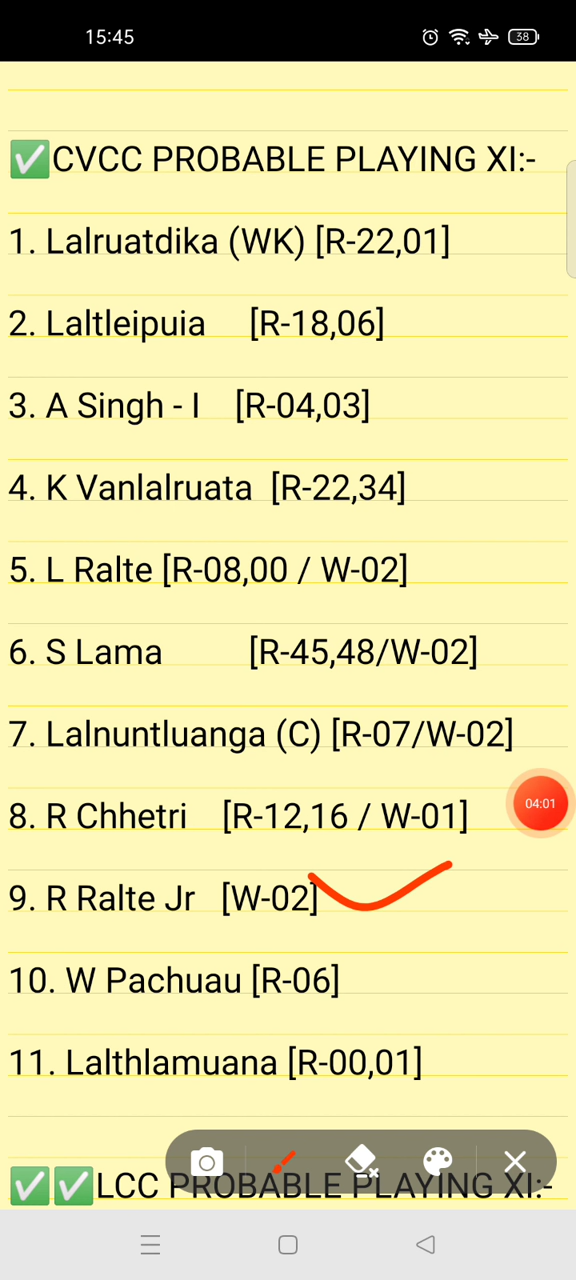 15:45 38
✅CVCC PROBABLE PLAYING XI:-
1. Lalruatdika (WK) [R-22,01]
2. Laltleipuia [R-18,06]
3. A Singh - I [R-04,03]
4. K Vanlalruata [R-22,34]
5. L Ralte [R-08,00 / W-02]
6. S Lama [R-45,48/W-02]
7. Lalnuntluanga (C) [R-07/W-02]
04:01
8. R Chhetri [R-12,16 / W-01]
9. R Ralte Jr [W-02]
10. W Pachuau [R-06]
11. Lalthlamuana [R-00,01]
✅✅LCC PROBABLE PLAYING XI:-